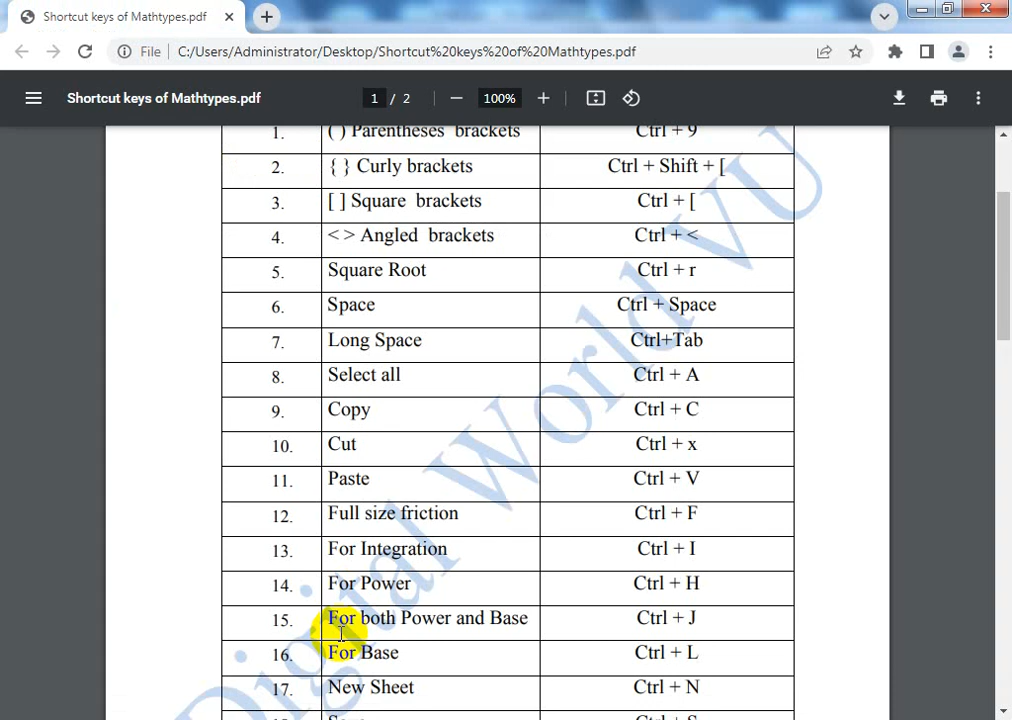 Shortcut keys of Mathtypes.pdf
File C:/Users/Administrator/Desktop/Shortcut%20keys%20of%20Mathtypes.pdf
Shortcut keys of Mathtypes.pdf 1 / 2 100%
1. ( ) Parentheses brackets Ctrl + 9
2. { } Curly brackets Ctrl + Shift + [
3. [ ] Square brackets Ctrl + [
4. < > Angled brackets Ctrl + <
5. Square Root Ctrl + r
6. Space Ctrl + Space
7. Long Space Ctrl+Tab
8. Select all Ctrl + A
9. Copy Ctrl + C
10. Cut Ctrl + x
11. Paste Ctrl + V
12. Full size friction Ctrl + F
13. For Integration Ctrl + I
14. For Power Ctrl + H
15. For both Power and Base Ctrl + J
16. For Base Ctrl + L
17. New Sheet Ctrl + N
Digital World VU